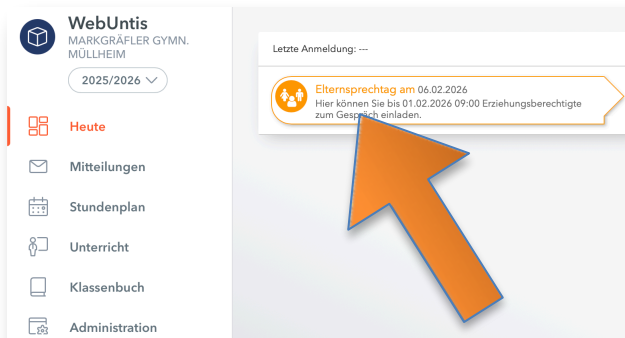 WebUntis
MARKGRÄFLER GYMN.
MÜLLHEIM
2025/2026
Heute
Mitteilungen
Stundenplan
Unterricht
Klassenbuch
Administration
Letzte Anmeldung: ---
Elternsprechtag am 06.02.2026
Hier können Sie bis 01.02.2026 09:00 Erziehungsberechtigte
zum Gespräch einladen.